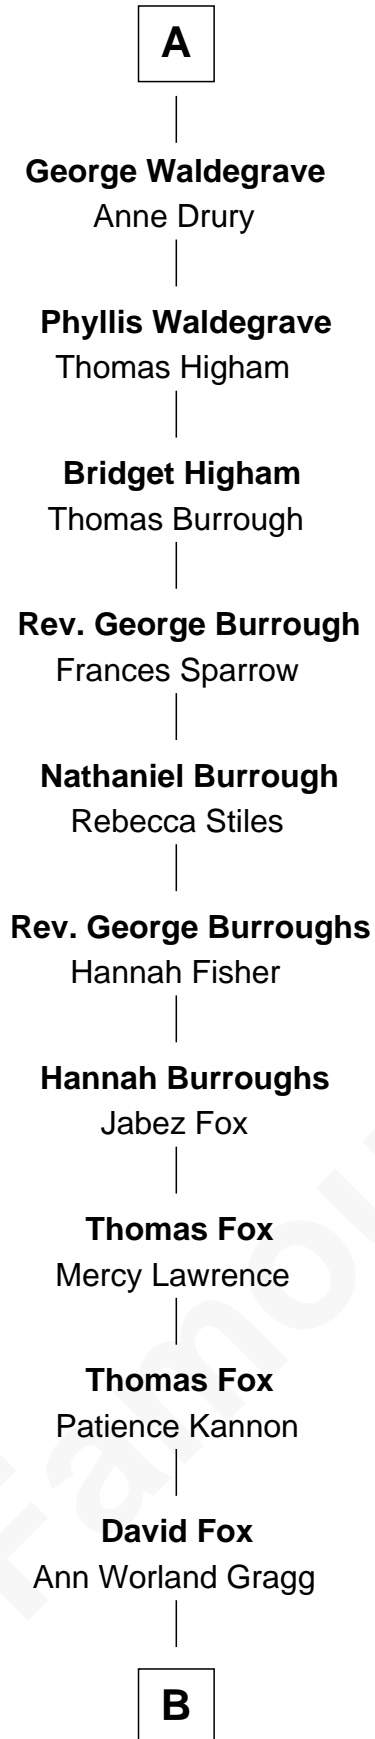 A
George Waldegrave
Anne Drury
Phyllis Waldegrave
Thomas Higham
Bridget Higham
Thomas Burrough
Rev. George Burrough
Frances Sparrow
Nathaniel Burrough
Rebecca Stiles
Rev. George Burroughs
Hannah Fisher
Hannah Burroughs
Jabez Fox
Thomas Fox
Mercy Lawrence
Thomas Fox
Patience Kannon
David Fox
Ann Worland Gragg
B